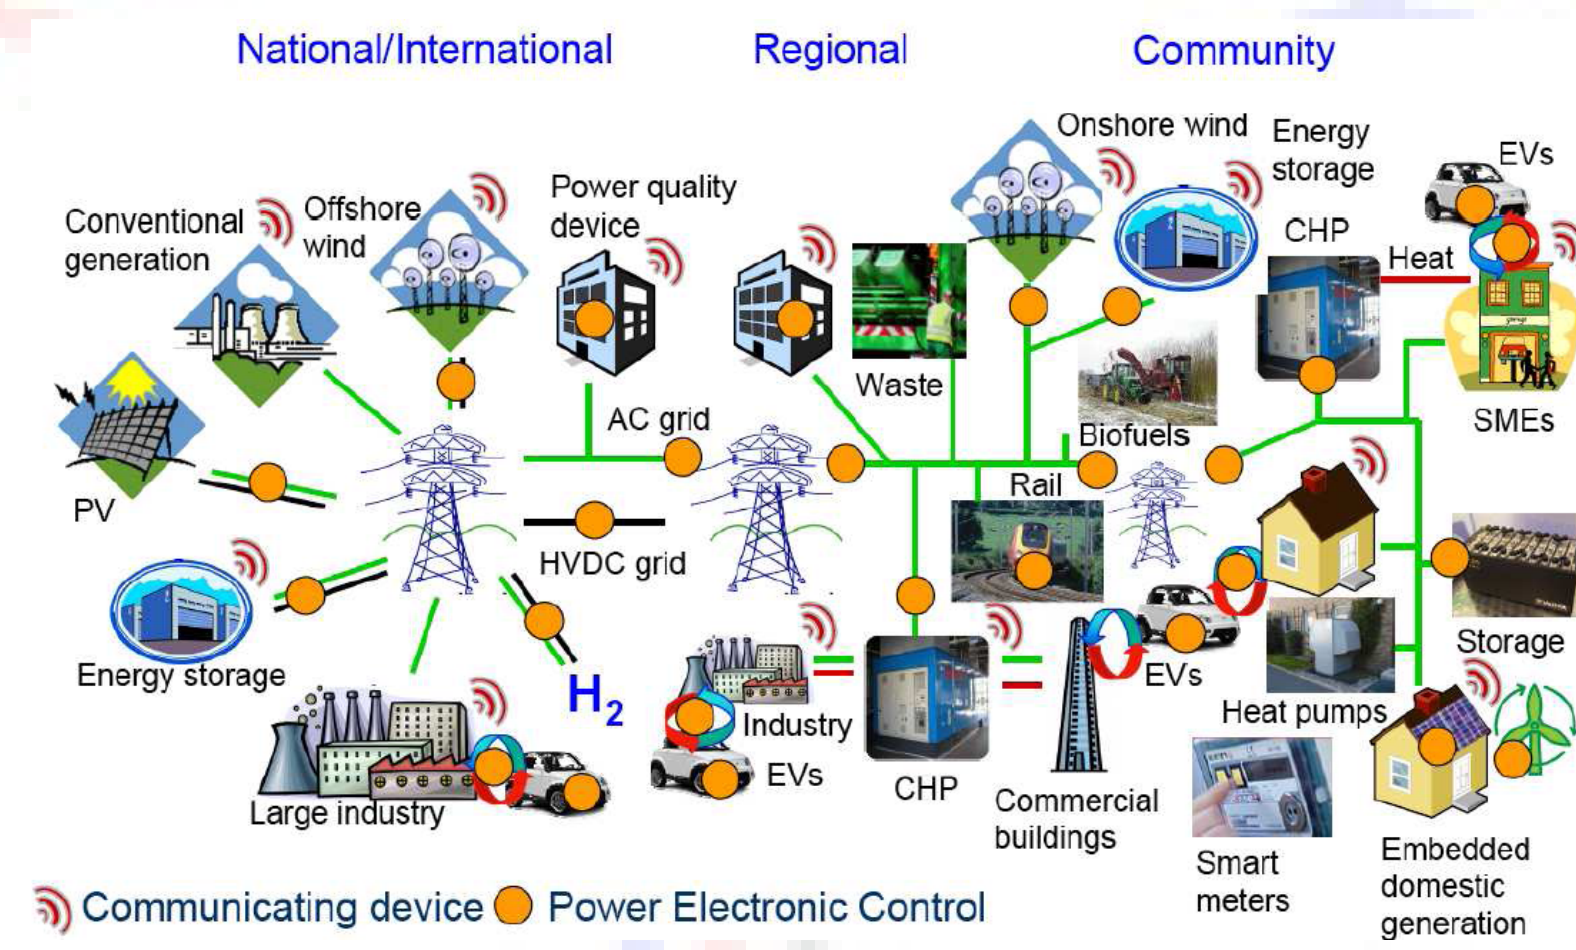 National/International
Regional
Community
Onshore wind
Energy
storage
EVs
Conventional
generation
Offshore
wind
Power quality
device
CHP
Heat
AC grid
Waste
Biofuels
SMEs
PV
Rail
HVDC grid
Energy storage
H2
Storage
EVs
Heat pumps
Industry
EVs
CHP
Large industry
Commercial
buildings
Smart
meters
Embedded
domestic
generation
Communicating device
Power Electronic Control